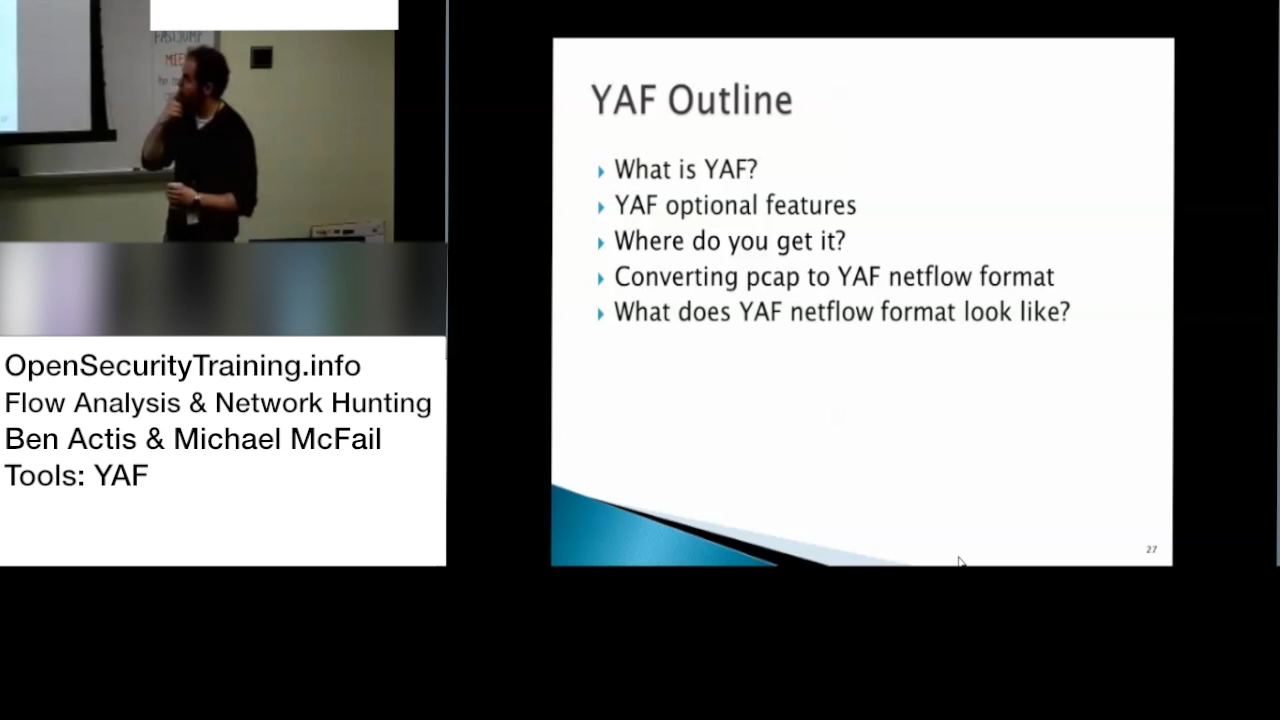 FASTDUMP
OpenSecurityTraining.info
Flow Analysis & Network Hunting
Ben Actis & Michael McFail
Tools: YAF
YAF Outline
What is YAF?
YAF optional features
Where do you get it?
Converting pcap to YAF netflow format
What does YAF netflow format look like?
27